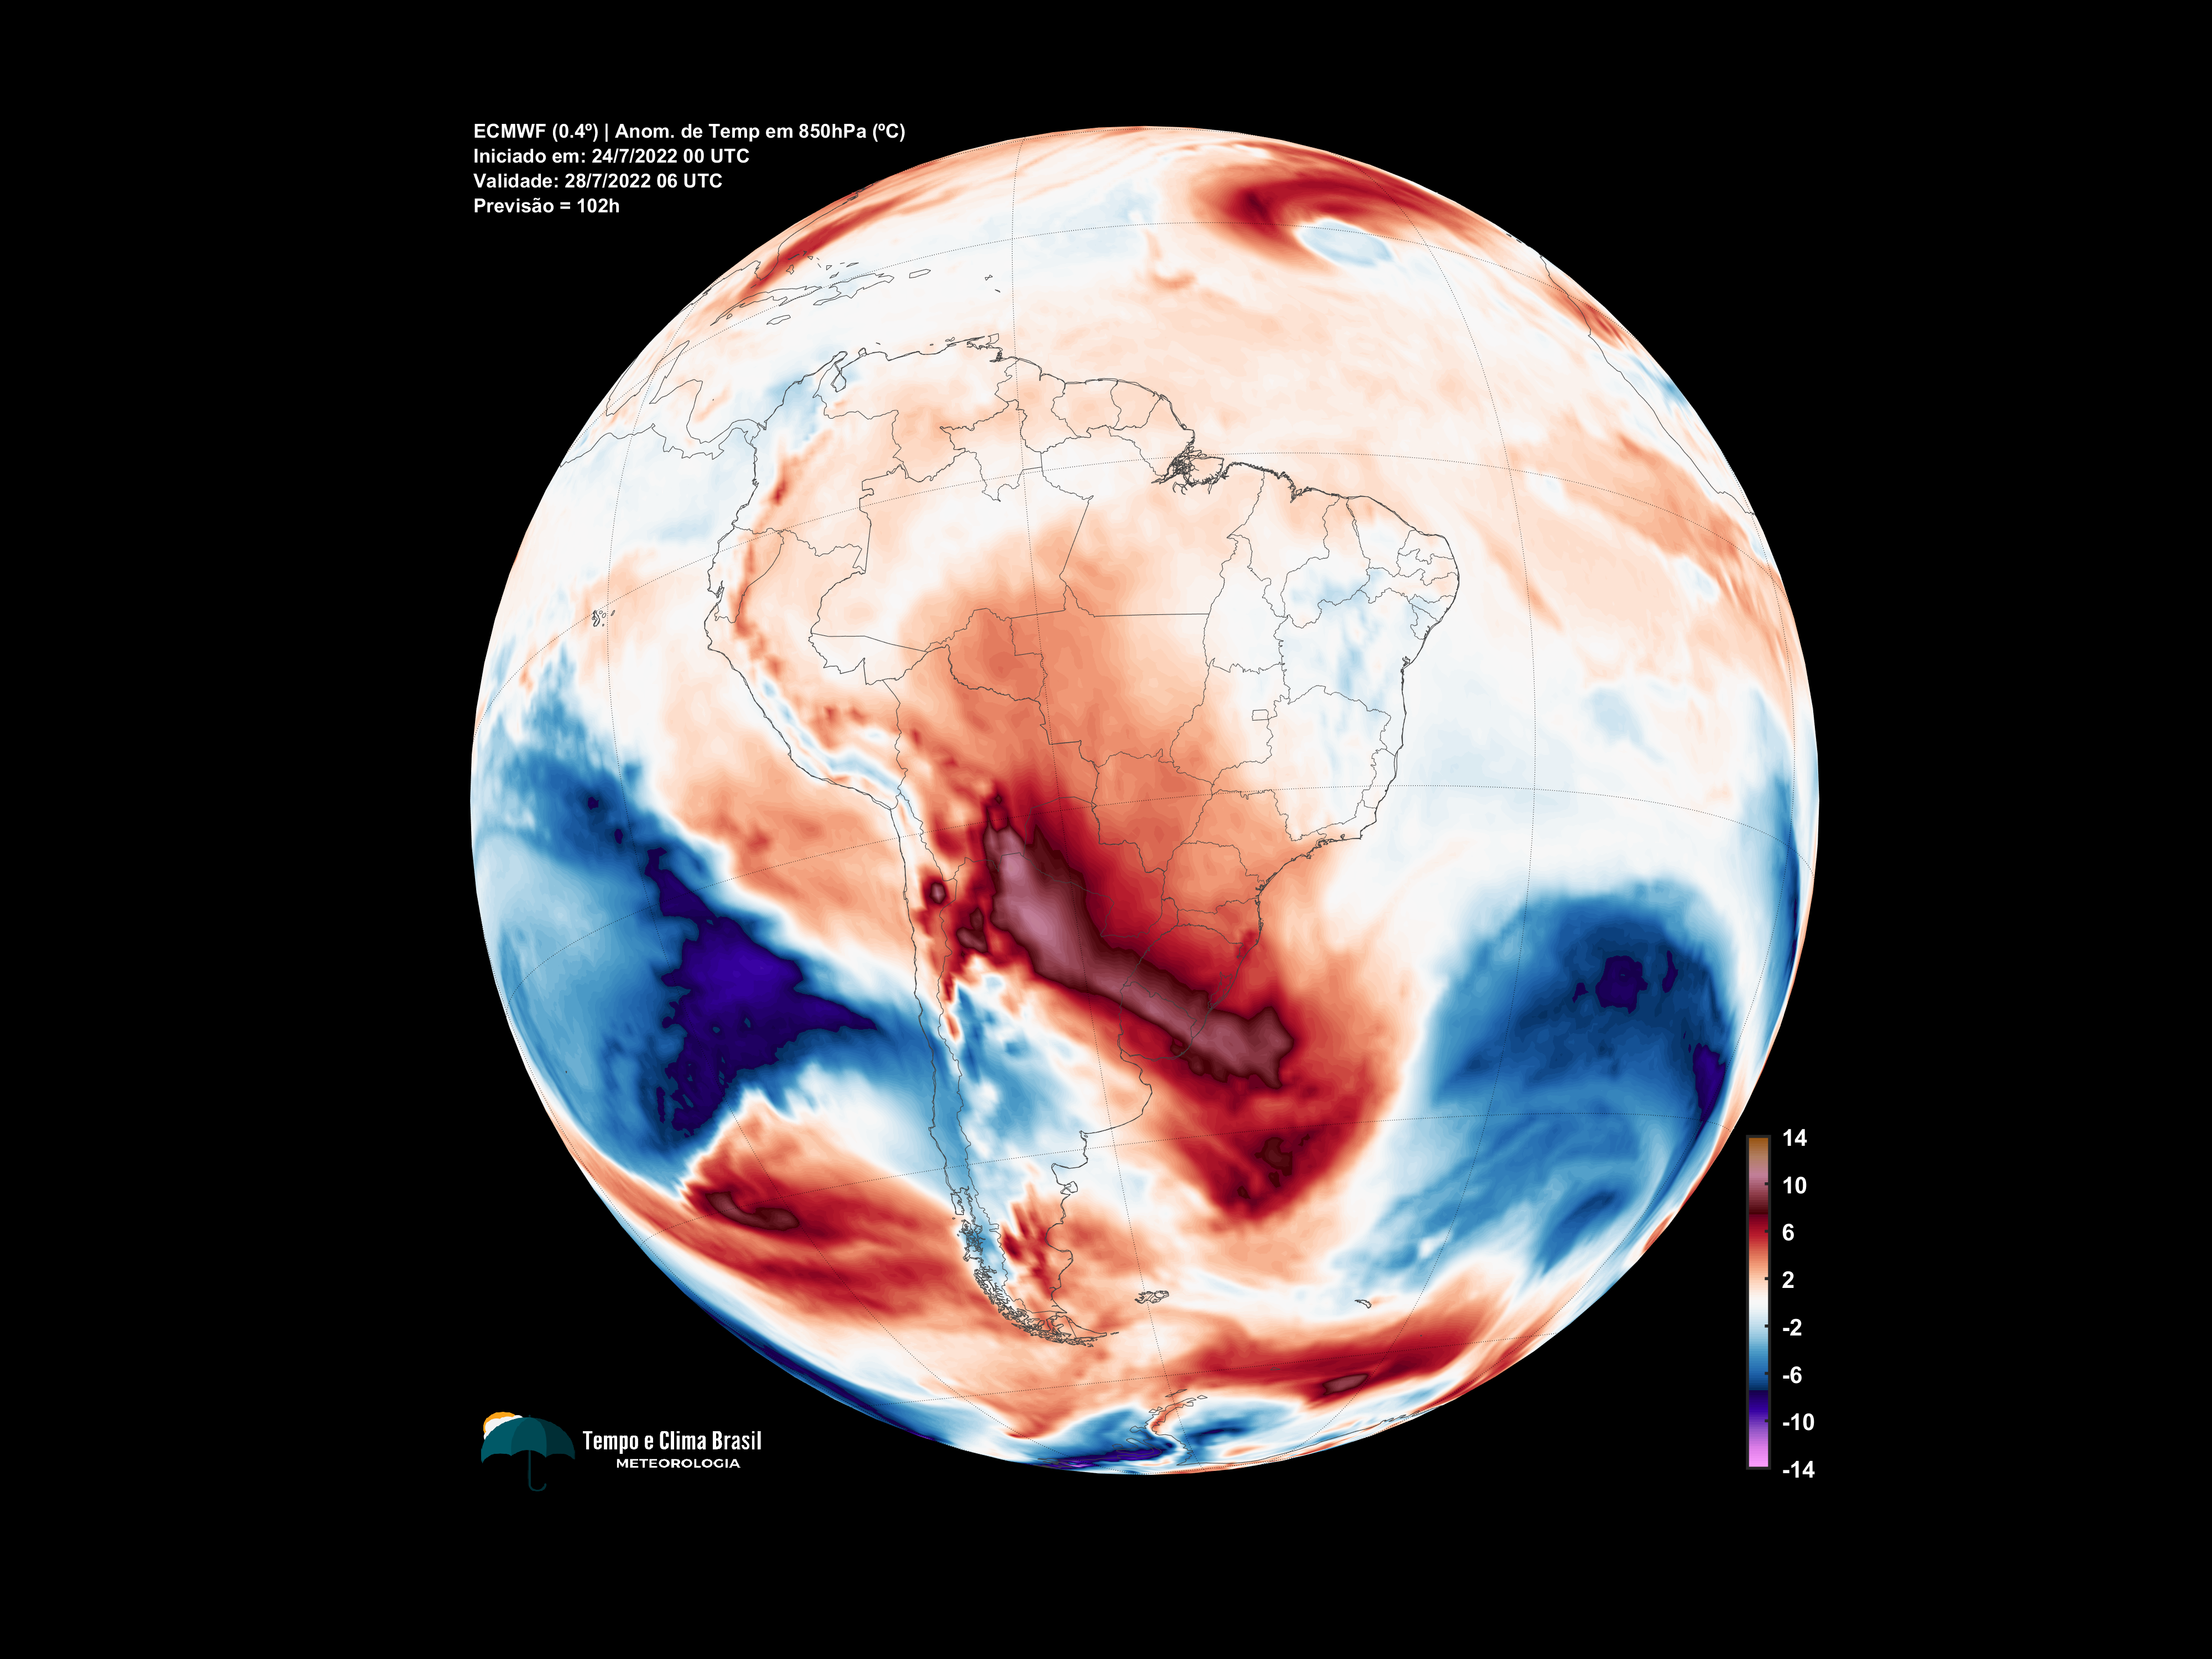 ECMWF (0.4º) | Anom. de Temp em 850hPa (ºC)
Iniciado em: 24/7/2022 00 UTC
Validade: 28/7/2022 06 UTC
Previsão = 102h
14
10
6
2
-2
-6
-10
-14
Tempo e Clima Brasil
METEOROLOGIA